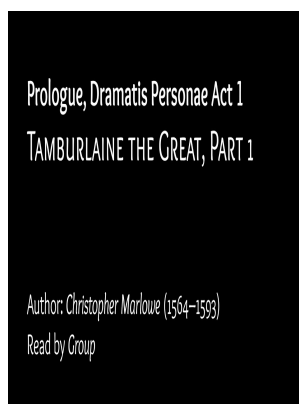 Prologue, Dramatis Personae Act 1
Tamburlaine the Great, Part 1
Author: Christopher Marlowe (1564–1593)
Read by Group